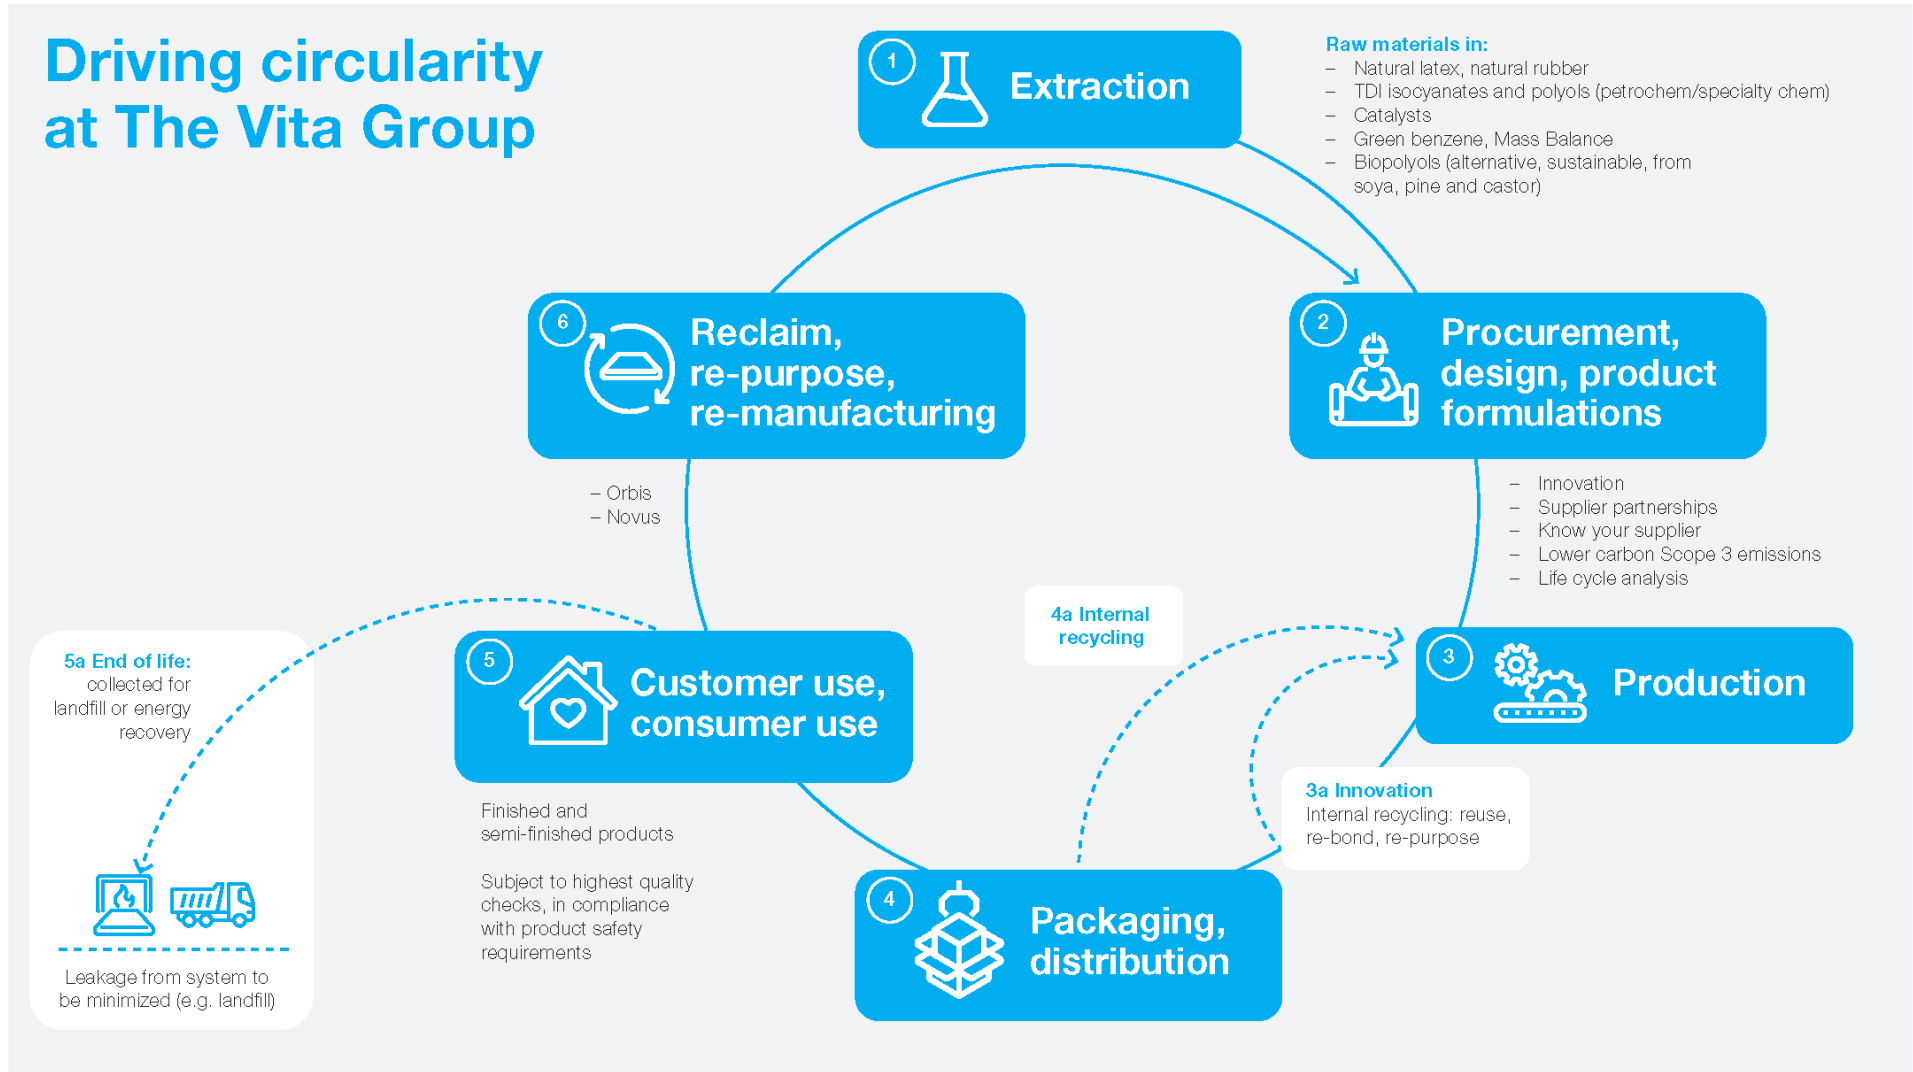 Driving circularity
at The Vita Group
1
Extraction
Raw materials in:
– Natural latex, natural rubber
– TDI isocyanates and polyols (petrochem/specialty chem)
– Catalysts
– Green benzene, Mass Balance
– Biopolyols (alternative, sustainable, from
soya, pine and castor)
2
Procurement,
design, product
formulations
– Innovation
– Supplier partnerships
– Know your supplier
– Lower carbon Scope 3 emissions
– Life cycle analysis
3
Production
3a Innovation
Internal recycling: reuse,
re-bond, re-purpose
4a Internal
recycling
4
Packaging,
distribution
5
Customer use,
consumer use
Finished and
semi-finished products
Subject to highest quality
checks, in compliance
with product safety
requirements
5a End of life:
collected for
landfill or energy
recovery
Leakage from system to
be minimized (e.g. landfill)
6
Reclaim,
re-purpose,
re-manufacturing
– Orbis
– Novus